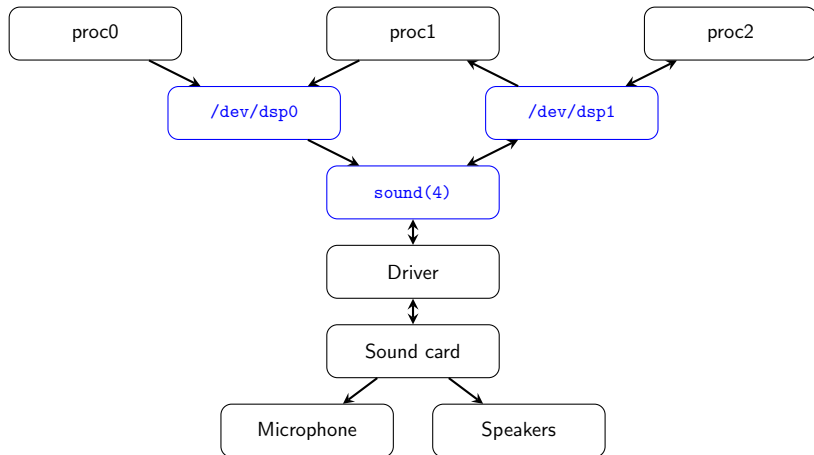 proc0
proc1
proc2
/dev/dsp0
/dev/dsp1
sound(4)
Driver
Sound card
Microphone
Speakers